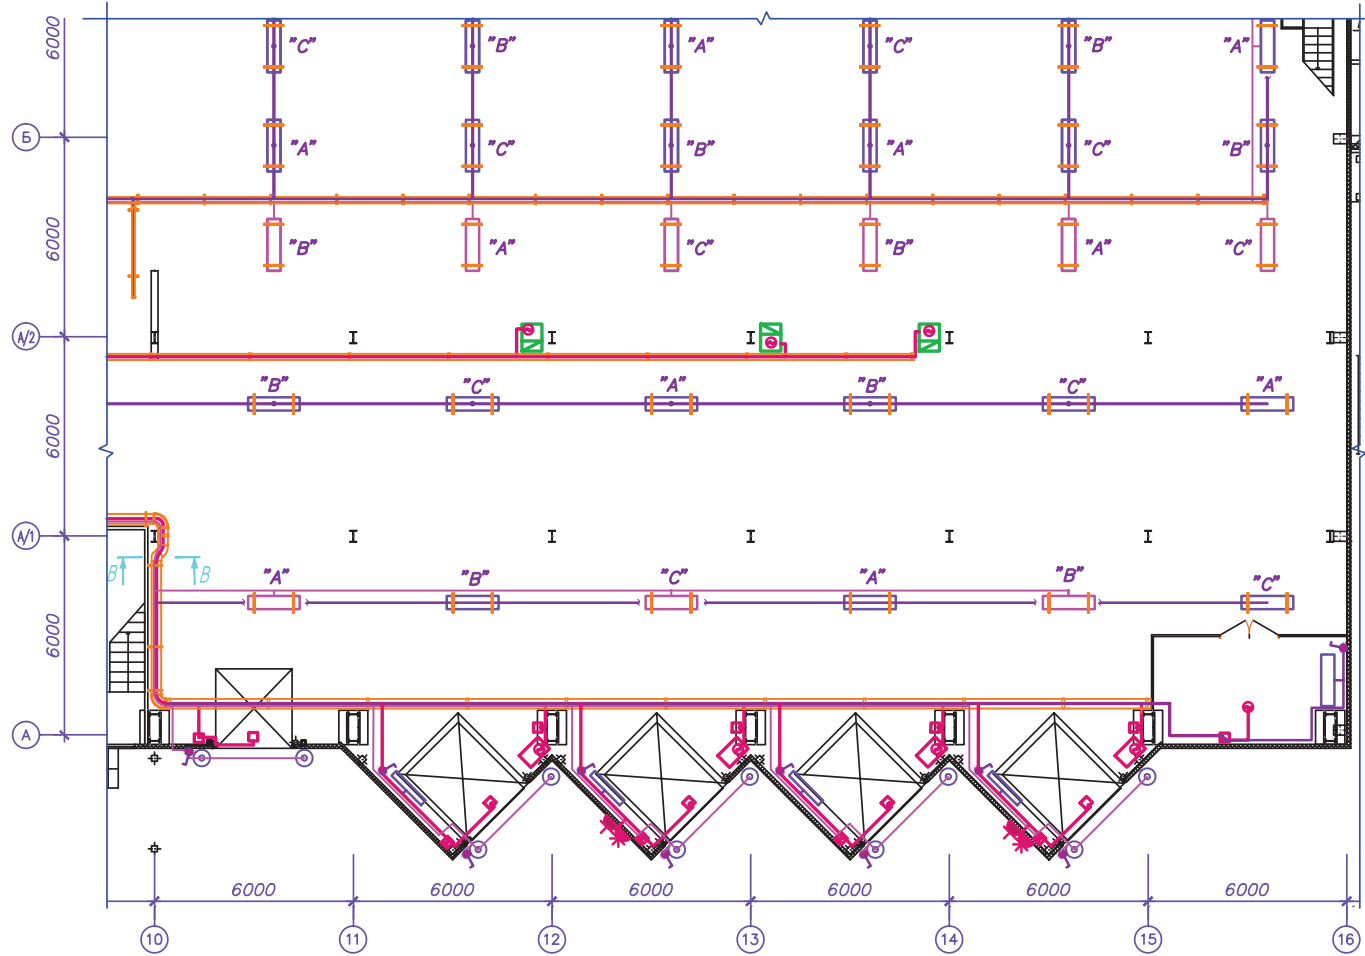 6000
"C" "B" "A" "C" "B" "A"
Б
"A" "C" "B" "A" "C" "B"
6000
"B" "A" "C" "B" "A" "C"
А/2
"B" "C" "A" "B" "C" "A"
6000
А/1
В В
"A" "B" "C" "A" "B" "C"
6000
А
6000 6000 6000 6000 6000 6000
10 11 12 13 14 15 16